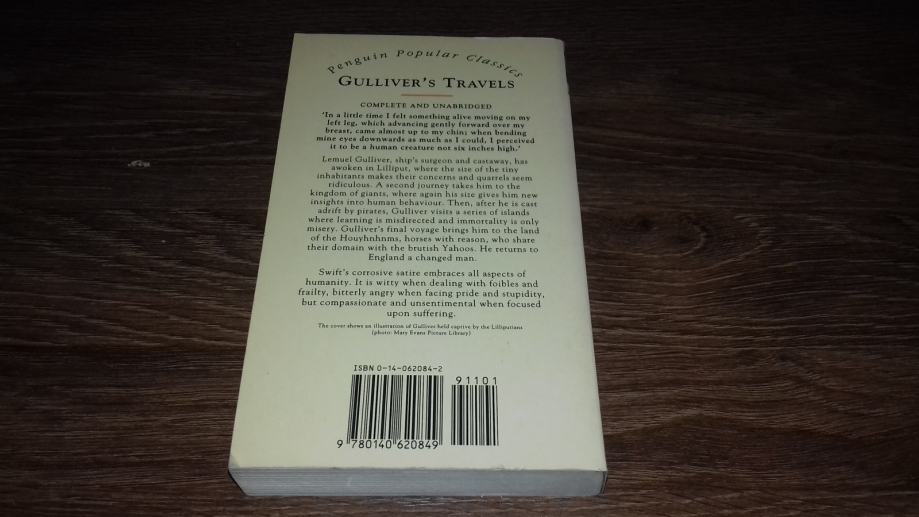 Penguin Popular Classics
GULLIVER'S TRAVELS
COMPLETE AND UNABRIDGED
'In a little time I felt something alive moving on my
left leg, which advancing gently forward over my
breast, came almost up to my chin; when bending
mine eyes downwards as much as I could, I perceived
it to be a human creature not six inches high.'
Lemuel Gulliver, ship's surgeon and castaway, has
awoken in Lilliput, where the size of the tiny
inhabitants makes their concerns and quarrels seem
ridiculous. A second journey takes him to the
kingdom of giants, where again his size gives him new
insights into human behaviour. Then, after he is cast
adrift by pirates, Gulliver visits a series of islands
where learning is misdirected and immortality is only
misery. Gulliver's final voyage brings him to the land
of the Houyhnhnms, horses with reason, who share
their domain with the brutish Yahoos. He returns to
England a changed man.
Swift's corrosive satire embraces all aspects of
humanity. It is witty when dealing with foibles and
frailty, bitterly angry when facing pride and stupidity,
but compassionate and unsentimental when focused
upon suffering.
The cover shows an illustration of Gulliver held captive by the Lilliputians
(photo: Mary Evans Picture Library)
ISBN 0-14-062084-2
91101
9 780140 620849